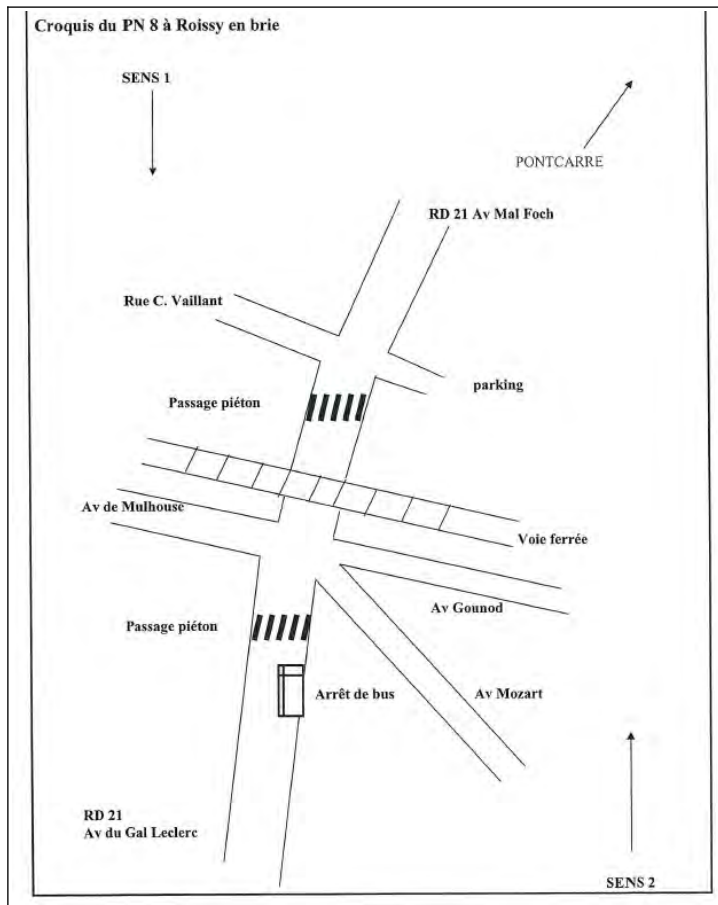 Croquis du PN 8 à Roissy en brie
SENS 1
PONTCARRE
RD 21 Av Mal Foch
Rue C. Vaillant
parking
Passage piéton
Av de Mulhouse
Voie ferrée
Av Gounod
Passage piéton
Arrêt de bus
Av Mozart
RD 21
Av du Gal Leclerc
SENS 2